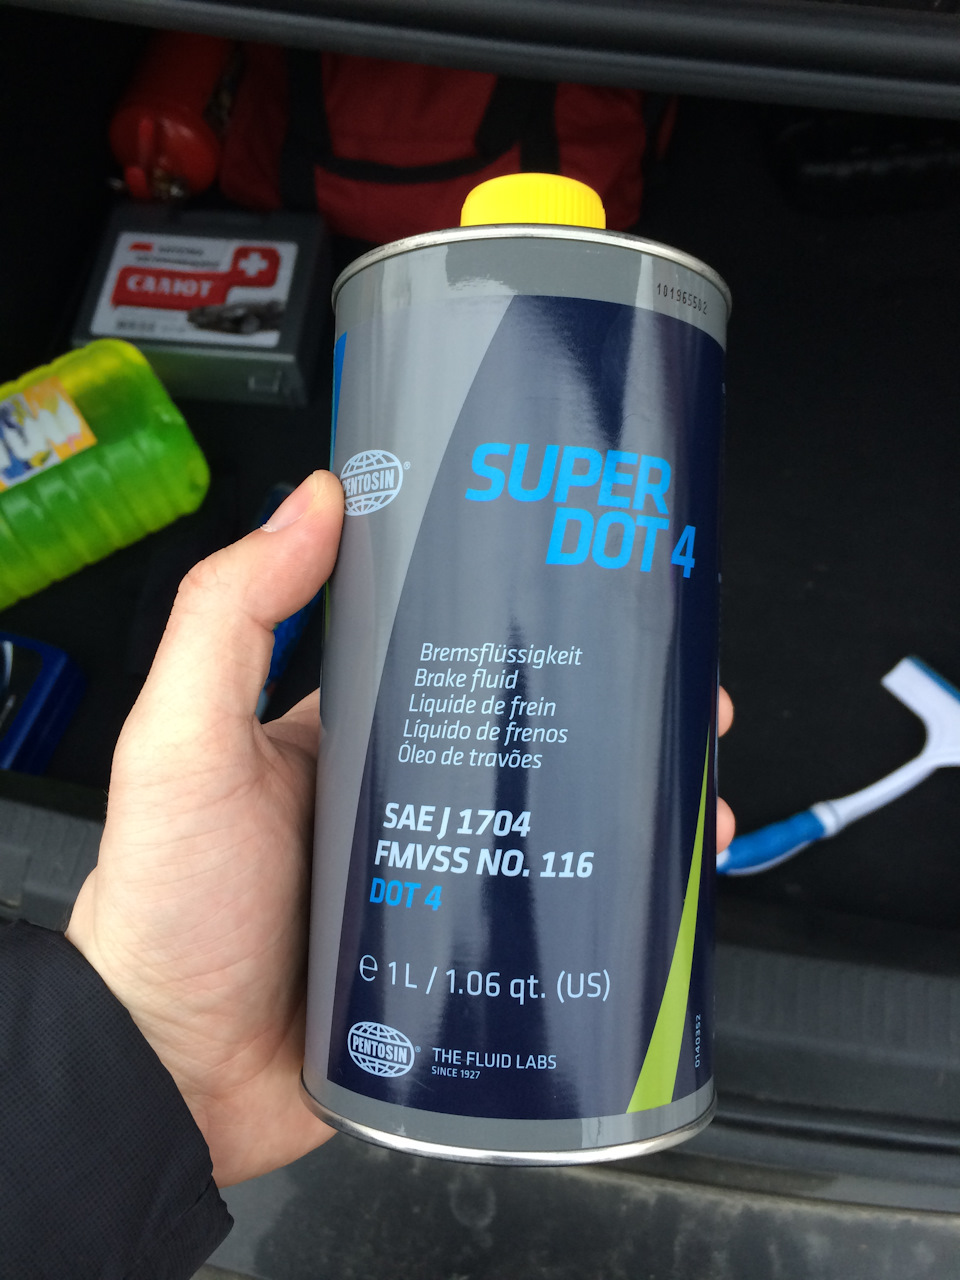 САЛЮТ
101965502
PENTOSIN®
SUPER
DOT 4
Bremsflüssigkeit
Brake fluid
Liquide de frein
Líquido de frenos
Óleo de travões
SAE J 1704
FMVSS NO. 116
DOT 4
e 1 L / 1.06 qt. (US)
PENTOSIN®
THE FLUID LABS
SINCE 1927
0140352